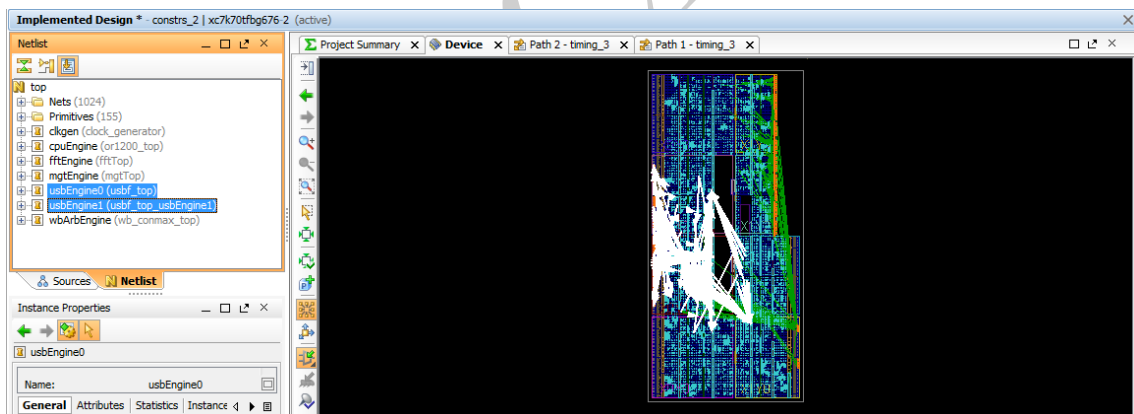 Implemented Design * - constrs_2 | xc7k70tfbg676-2 (active)
Netlist
top
Nets (1024)
Primitives (155)
clkgen (clock_generator)
cpuEngine (or1200_top)
fftEngine (fftTop)
mgtEngine (mgtTop)
usbEngine0 (usbf_top)
usbEngine1 (usbf_top_usbEngine1)
wbArbEngine (wb_conmax_top)
Sources Netlist
Instance Properties
usbEngine0
Name: usbEngine0
General Attributes Statistics Instance
Project Summary Device Path 2 - timing_3 Path 1 - timing_3